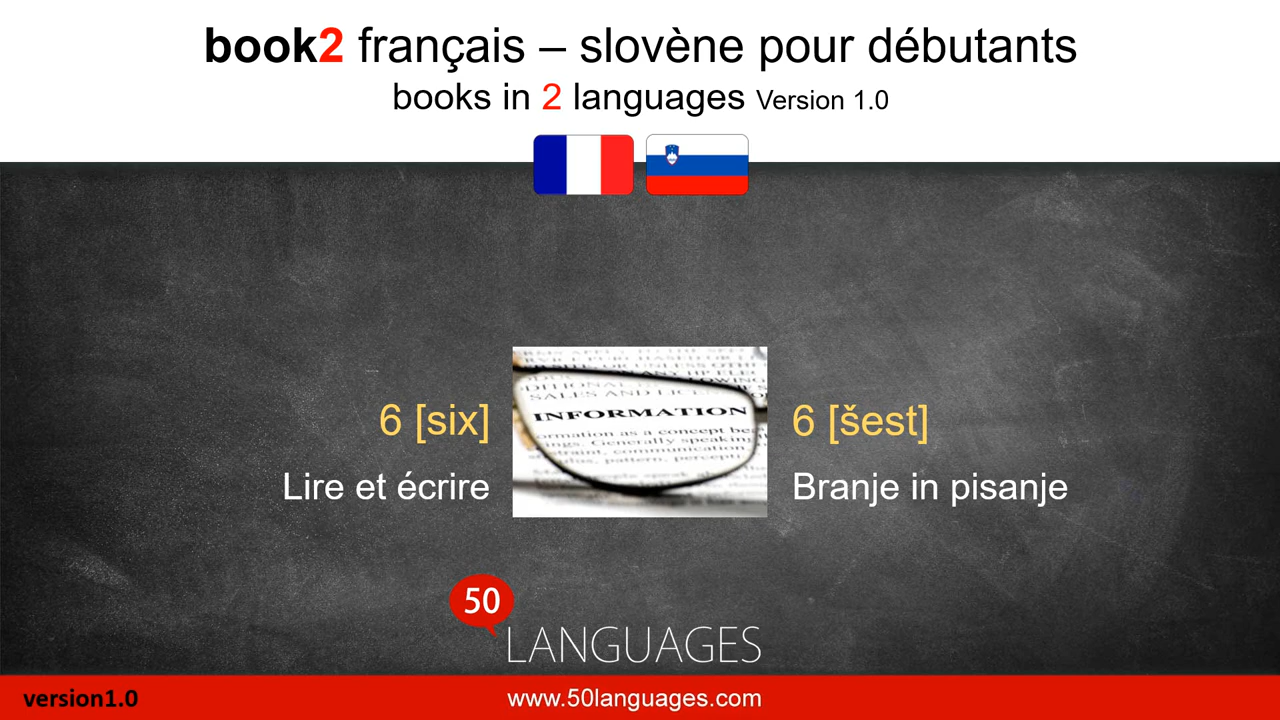 book2 français – slovène pour débutants
books in 2 languages Version 1.0
6 [six]
Lire et écrire
INFORMATION
6 [šest]
Branje in pisanje
50
LANGUAGES
version1.0
www.50languages.com